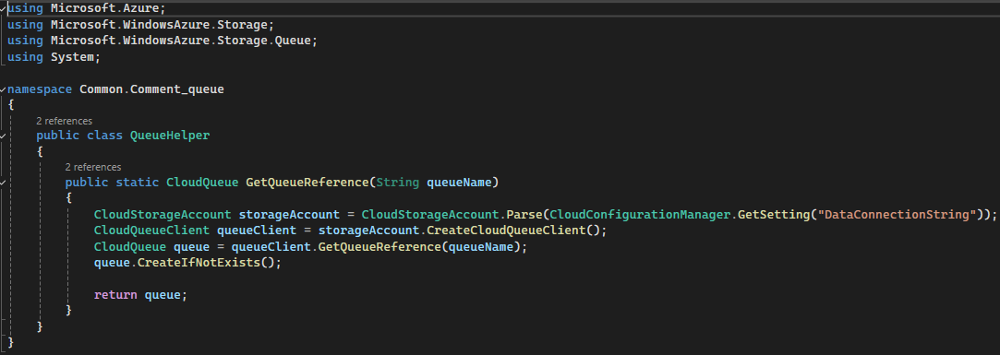 using Microsoft.Azure;
using Microsoft.WindowsAzure.Storage;
using Microsoft.WindowsAzure.Storage.Queue;
using System;

namespace Common.Comment_queue
{
    2 references
    public class QueueHelper
    {
        2 references
        public static CloudQueue GetQueueReference(String queueName)
        {
            CloudStorageAccount storageAccount = CloudStorageAccount.Parse(CloudConfigurationManager.GetSetting("DataConnectionString"));
            CloudQueueClient queueClient = storageAccount.CreateCloudQueueClient();
            CloudQueue queue = queueClient.GetQueueReference(queueName);
            queue.CreateIfNotExists();

            return queue;
        }
    }
}